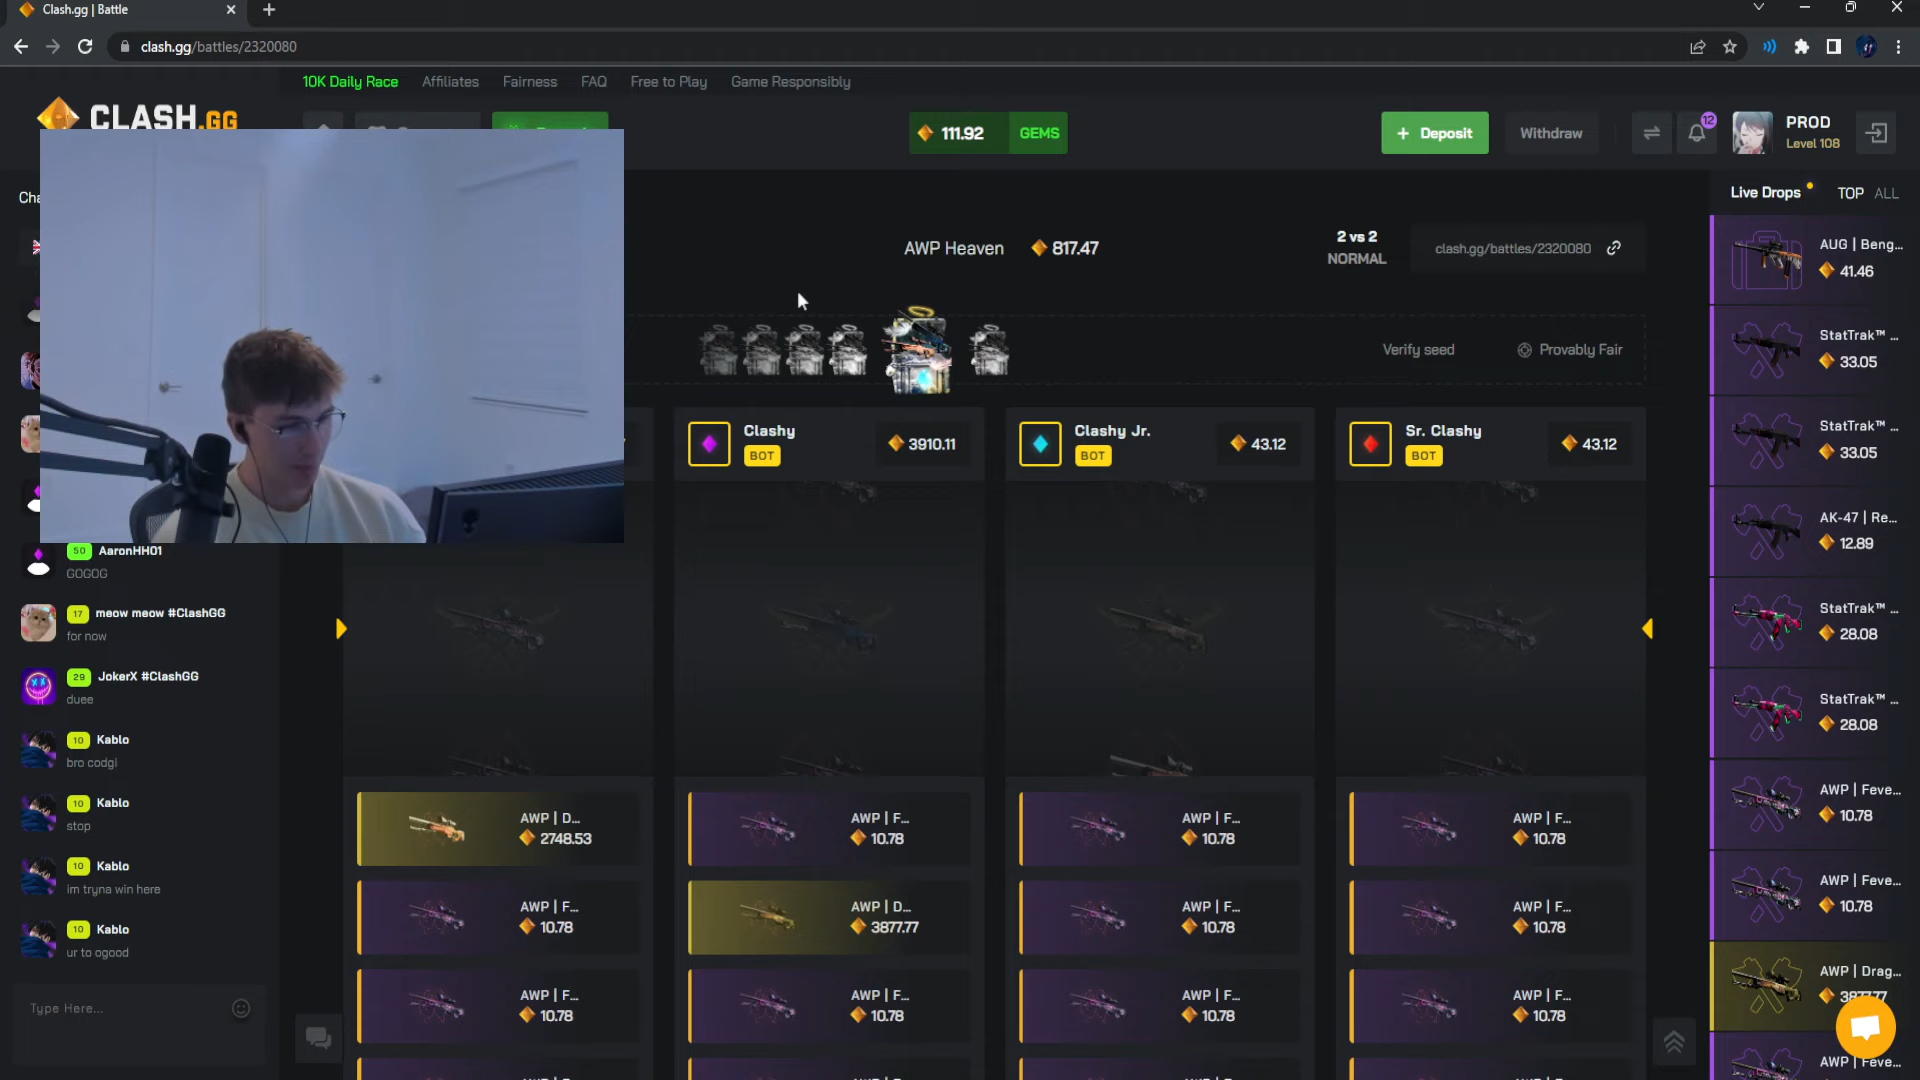 Clash.gg | Battle
clash.gg/battles/2320080
10K Daily Race
Affiliates
Fairness
FAQ
Free to Play
Game Responsibly
CLASH.GG
111.92
GEMS
+ Deposit
Withdraw
12
PROD
Level 108
Live Drops
TOP
ALL
AWP Heaven
817.47
2 vs 2
NORMAL
clash.gg/battles/2320080
Verify seed
Provably Fair
Clashy
BOT
3910.11
Clashy Jr.
BOT
43.12
Sr. Clashy
BOT
43.12
AWP | D...
2748.53
AWP | F...
10.78
AWP | F...
10.78
AWP | F...
10.78
AWP | F...
10.78
AWP | D...
3877.77
AWP | F...
10.78
AWP | F...
10.78
AWP | F...
10.78
AWP | F...
10.78
AWP | F...
10.78
AWP | F...
10.78
50 AaronHH01
GOGOG
17 meow meow #ClashGG
for now
29 JokerX #ClashGG
duee
10 Kablo
bro codgi
10 Kablo
stop
10 Kablo
im tryna win here
10 Kablo
ur to ogood
Type Here...
AUG | Beng...
41.46
StatTrak™ ...
33.05
StatTrak™ ...
33.05
AK-47 | Re...
12.89
StatTrak™ ...
28.08
StatTrak™ ...
28.08
AWP | Feve...
10.78
AWP | Feve...
10.78
AWP | Drag...
3877.77
AWP | Feve...